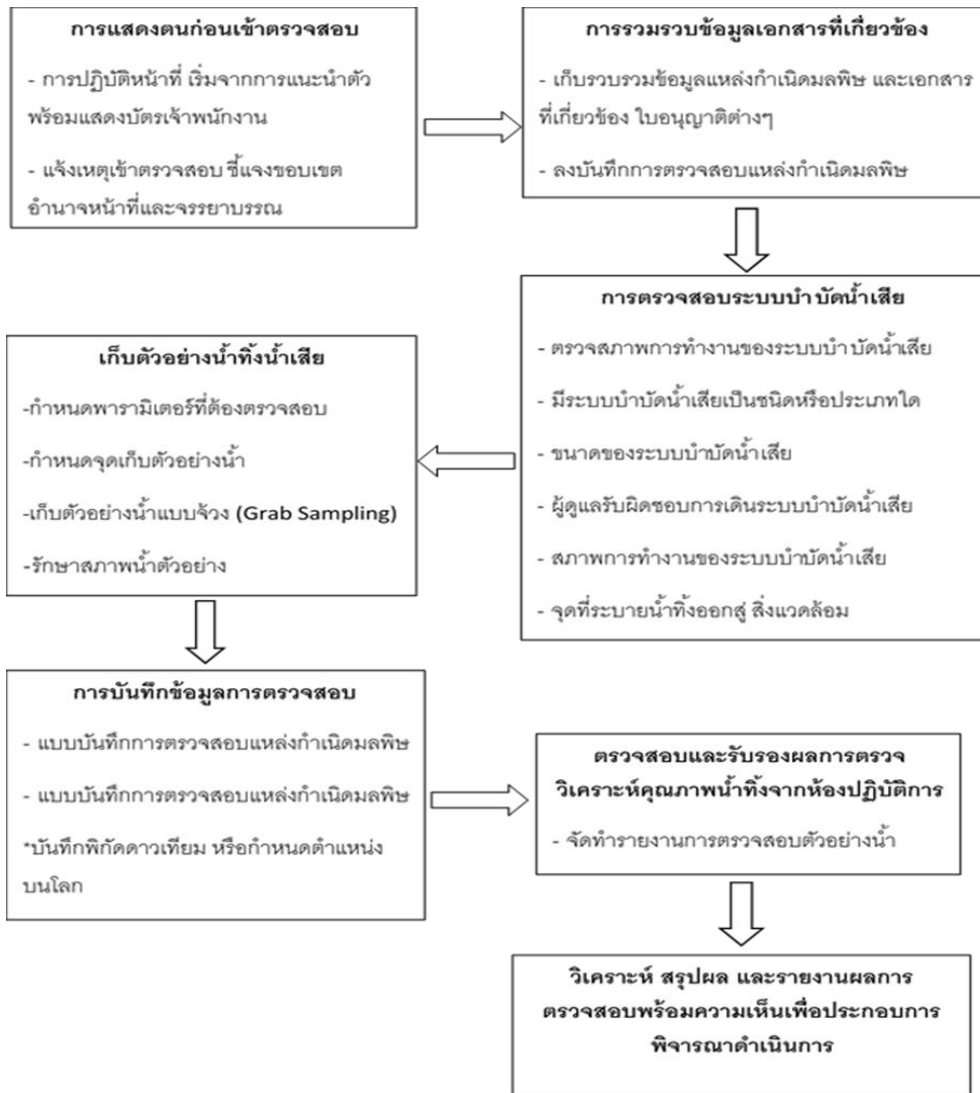 การแสดงตนก่อนเข้าตรวจสอบ
- การปฏิบัติหน้าที่ เริ่มจากการแนะนำตัว
พร้อมแสดงบัตรเจ้าพนักงาน
- แจ้งเหตุเข้าตรวจสอบ ชี้แจงขอบเขต
อำนาจหน้าที่และจรรยาบรรณ
การรวมรวบข้อมูลเอกสารที่เกี่ยวข้อง
- เก็บรวบรวมข้อมูลแหล่งกำเนิดมลพิษ และเอกสาร
ที่เกี่ยวข้อง ใบอนุญาติต่างๆ
- ลงบันทึกการตรวจสอบแหล่งกำเนิดมลพิษ
การตรวจสอบระบบบำบัดน้ำเสีย
- ตรวจสภาพการทำงานของระบบบำบัดน้ำเสีย
- มีระบบบำบัดน้ำเสียเป็นชนิดหรือประเภทใด
- ขนาดของระบบบำบัดน้ำเสีย
- ผู้ดูแลรับผิดชอบการเดินระบบบำบัดน้ำเสีย
- สภาพการทำงานของระบบบำบัดน้ำเสีย
- จุดที่ระบายน้ำทิ้งออกสู่ สิ่งแวดล้อม
เก็บตัวอย่างน้ำทิ้งน้ำเสีย
-กำหนดพารามิเตอร์ที่ต้องตรวจสอบ
-กำหนดจุดเก็บตัวอย่างน้ำ
-เก็บตัวอย่างน้ำแบบจ้วง (Grab Sampling)
-รักษาสภาพน้ำตัวอย่าง
การบันทึกข้อมูลการตรวจสอบ
- แบบบันทึกการตรวจสอบแหล่งกำเนิดมลพิษ
- แบบบันทึกการตรวจสอบแหล่งกำเนิดมลพิษ
*บันทึกพิกัดดาวเทียม หรือกำหนดตำแหน่ง
บนโลก
ตรวจสอบและรับรองผลการตรวจ
วิเคราะห์คุณภาพน้ำทิ้งจากห้องปฏิบัติการ
- จัดทำรายงานการตรวจสอบตัวอย่างน้ำ
วิเคราะห์ สรุปผล และรายงานผลการ
ตรวจสอบพร้อมความเห็นเพื่อประกอบการ
พิจารณาดำเนินการ